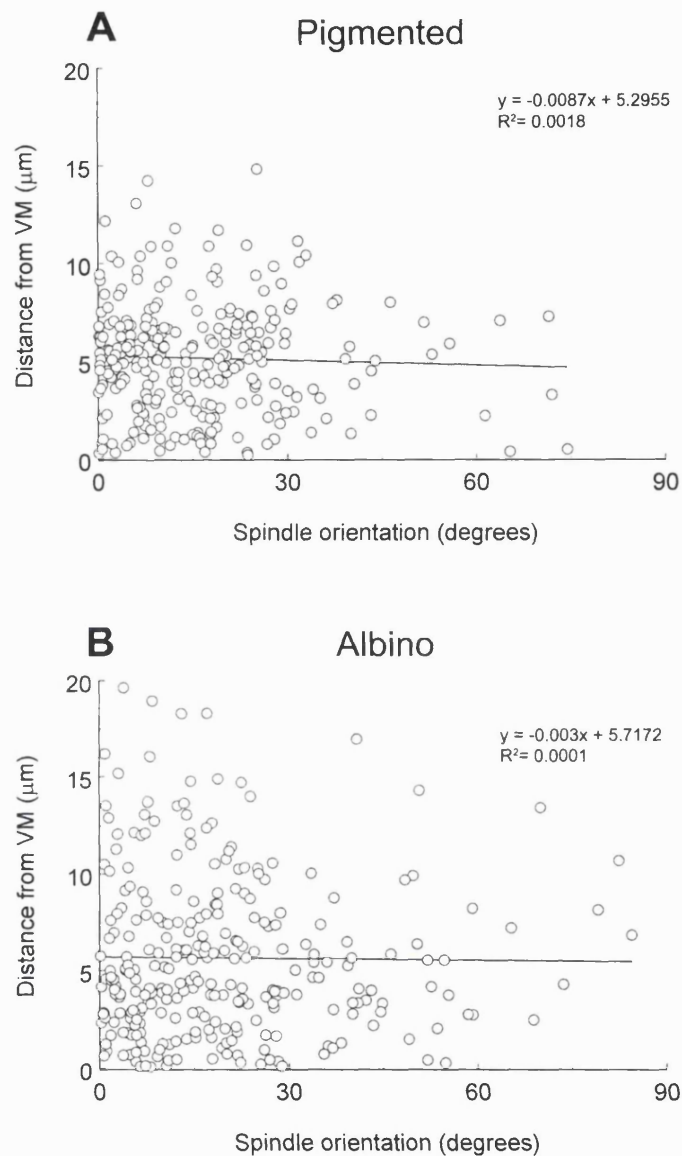 A Pigmented
20
15
10
5
0
Distance from VM (μm)
y = -0.0087x + 5.2955
R²= 0.0018
0 30 60 90
Spindle orientation (degrees)
B Albino
20
15
10
5
0
Distance from VM (μm)
y = -0.003x + 5.7172
R²= 0.0001
0 30 60 90
Spindle orientation (degrees)